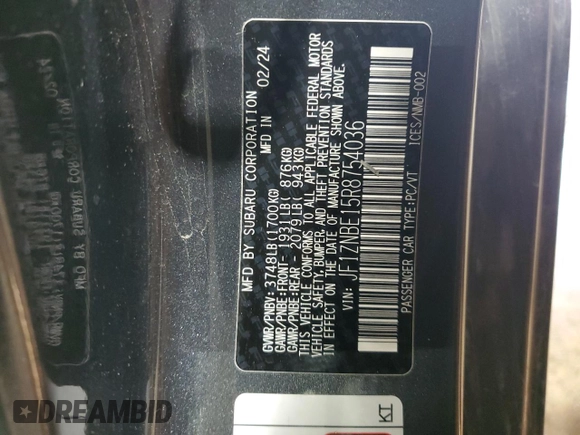 MFD BY SUBARU CORPORATION 02/24
MFD IN
GVWR/PNBV: 3748LB(1700KG)
GAWR/PNBE:FRONT- 1931LB( 876KG)
GAWR/PNBE:REAR - 2079LB( 943KG)
THIS VEHICLE CONFORMS TO ALL APPLICABLE FEDERAL MOTOR
VEHICLE SAFETY,BUMPER,AND THEFT PREVENTION STANDARDS
IN EFFECT ON THE DATE OF MANUFACTURE SHOWN ABOVE.
VIN: JF1ZNBE15R8754036
PASSENGER CAR TYPE:PC/VT ICES/NMB-002
DREAMBID